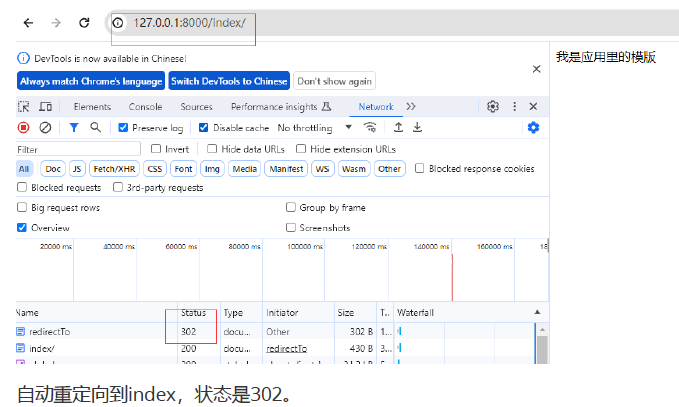 127.0.0.1:8000/index/
DevTools is now available in Chinese!
我是应用里的模版
Always match Chrome's language Switch DevTools to Chinese Don't show again
Elements Console Sources Performance insights Network
Preserve log Disable cache No throttling
Filter Invert Hide data URLs Hide extension URLs
All Doc JS Fetch/XHR CSS Font Img Media Manifest WS Wasm Other Blocked response cookies
Blocked requests 3rd-party requests
Big request rows Group by frame
Overview Screenshots
20000 ms 40000 ms 60000 ms 80000 ms 100000 ms 120000 ms 140000 ms 160000 ms 18
Name Status Type Initiator Size T.. Waterfall
redirectTo 302 docu... Other 302 B 1...
index/ 200 docu... redirectTo 430 B 3...
自动重定向到index，状态是302。